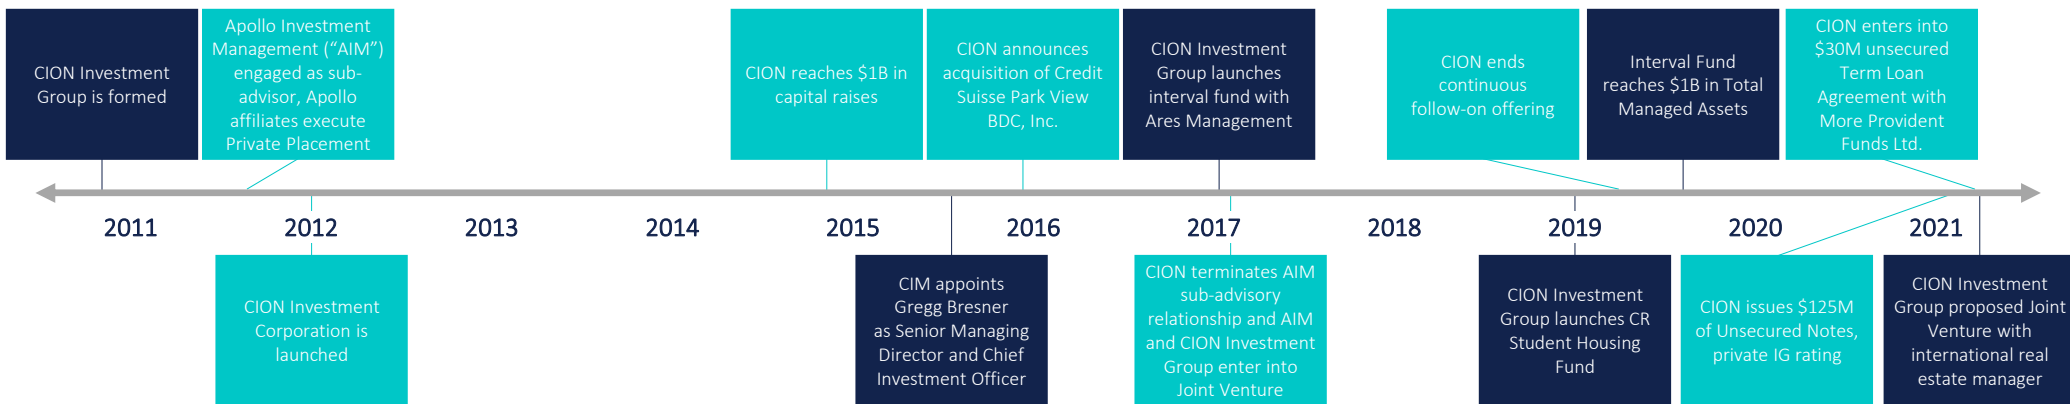 CION Investment
Group is formed
Apollo Investment
Management (“AIM”)
engaged as sub-
advisor, Apollo
affiliates execute
Private Placement
CION reaches $1B in
capital raises
CION announces
acquisition of Credit
Suisse Park View
BDC, Inc.
CION Investment
Group launches
interval fund with
Ares Management
CION ends
continuous
follow-on offering
Interval Fund
reaches $1B in Total
Managed Assets
CION enters into
$30M unsecured
Term Loan
Agreement with
More Provident
Funds Ltd.
2011 2012 2013 2014 2015 2016 2017 2018 2019 2020 2021
CION Investment
Corporation is
launched
CIM appoints
Gregg Bresner
as Senior Managing
Director and Chief
Investment Officer
CION terminates AIM
sub-advisory
relationship and AIM
and CION Investment
Group enter into
Joint Venture
CION Investment
Group launches CR
Student Housing
Fund
CION issues $125M
of Unsecured Notes,
private IG rating
CION Investment
Group proposed Joint
Venture with
international real
estate manager